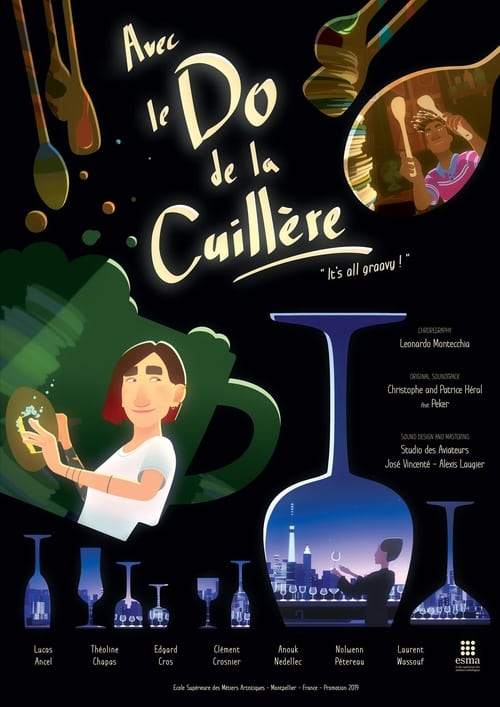 Avec
le Do
de la
Cuillère
"It's all graavy!"
CHOREOGRAPHY
Leonardo Montecchia
ORIGINAL SOUNDTRACK
Christophe and Patrice Héral
feat Peker
SOUND DESIGN AND MASTERING
Studio des Aviateurs
José Vincenté - Alexis Laugier
Lucas
Ancel
Théoline
Chapas
Edgard
Cros
Clément
Crosnier
Anouk
Nedellec
Nolwenn
Pétereau
Laurent
Wassouf
esma
Ecole Supérieure des Métiers Artistiques - Montpellier - France - Promotion 2019